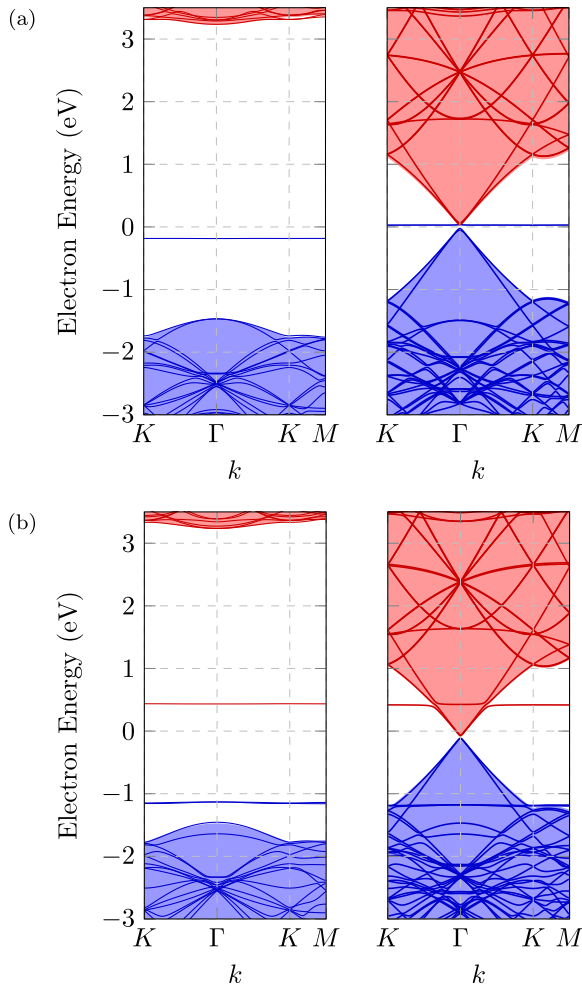 (a)
Electron Energy (eV)
3
2
1
0
−1
−2
−3
K Γ K M
k
K Γ K M
k
(b)
Electron Energy (eV)
3
2
1
0
−1
−2
−3
K Γ K M
k
K Γ K M
k